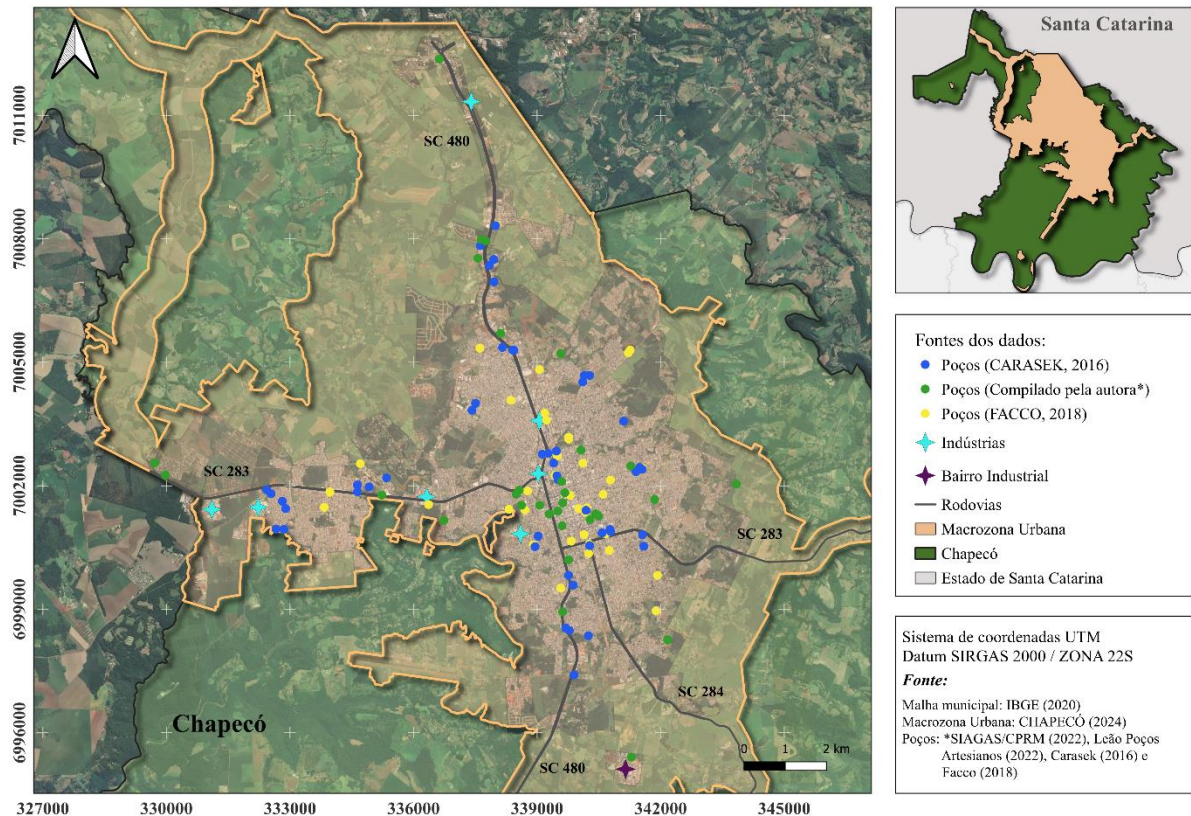 Santa Catarina
SC 480
7011000
7008000
7005000
7002000
6999000
6996000
SC 283
SC 283
SC 284
SC 480
Chapecó
0 1 2 km
327000 330000 333000 336000 339000 342000 345000
Fontes dos dados:
Poços (CARASEK, 2016)
Poços (Compilado pela autora*)
Poços (FACCO, 2018)
Indústrias
Bairro Industrial
Rodovias
Macrozona Urbana
Chapecó
Estado de Santa Catarina
Sistema de coordenadas UTM
Datum SIRGAS 2000 / ZONA 22S
Fonte:
Malha municipal: IBGE (2020)
Macrozona Urbana: CHAPECÓ (2024)
Poços: *SIAGAS/CPRM (2022), Leão Poços
Artesianos (2022), Carasek (2016) e
Facco (2018)